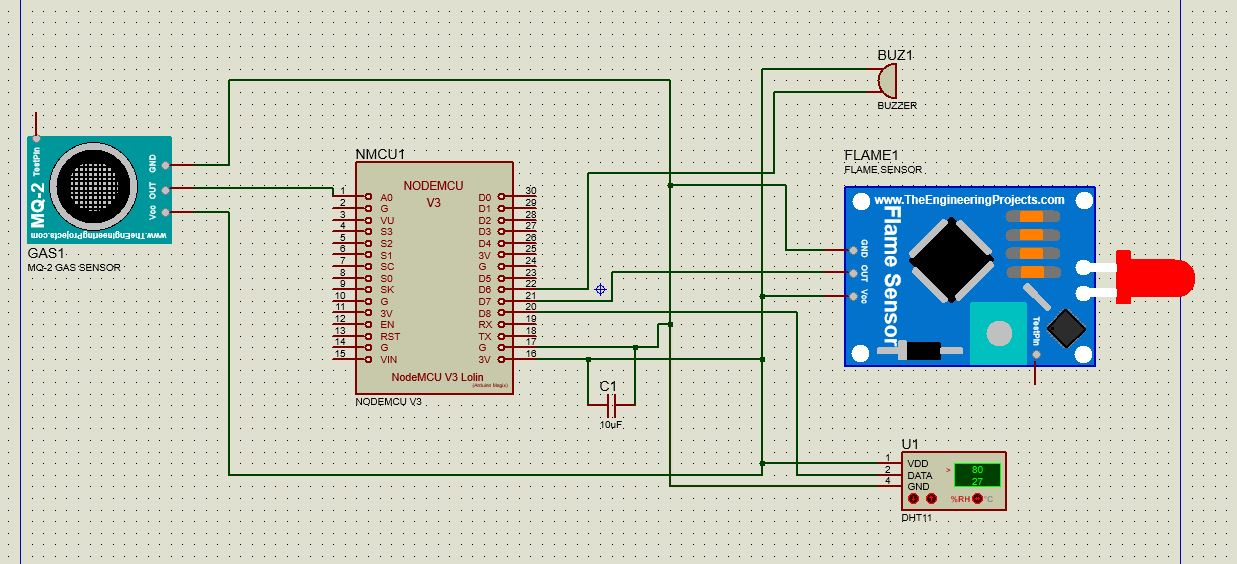 BUZ1
BUZZER
MQ-2
TestPin
GND
OUT
Vcc
www.TheEngineeringProjects.com
GAS1
MQ-2 GAS SENSOR
NMCU1
NODEMCU
V3
1 A0 D0 30
2 G D1 29
3 VU D2 28
4 S3 D3 27
5 S2 D4 26
6 S1 3V 25
7 SC G 24
8 S0 D5 23
9 SK D6 22
10 G D7 21
11 3V D8 20
12 EN RX 19
13 RST TX 18
14 G G 17
15 VIN 3V 16
NodeMCU V3 Lolin
(Arduino Magix)
NODEMCU V3
C1
10uF
FLAME1
FLAME SENSOR
www.TheEngineeringProjects.com
Flame Sensor
GND
OUT
Vcc
TestPin
U1
1 VDD
2 DATA
4 GND
> 80
27
%RH °C
DHT11